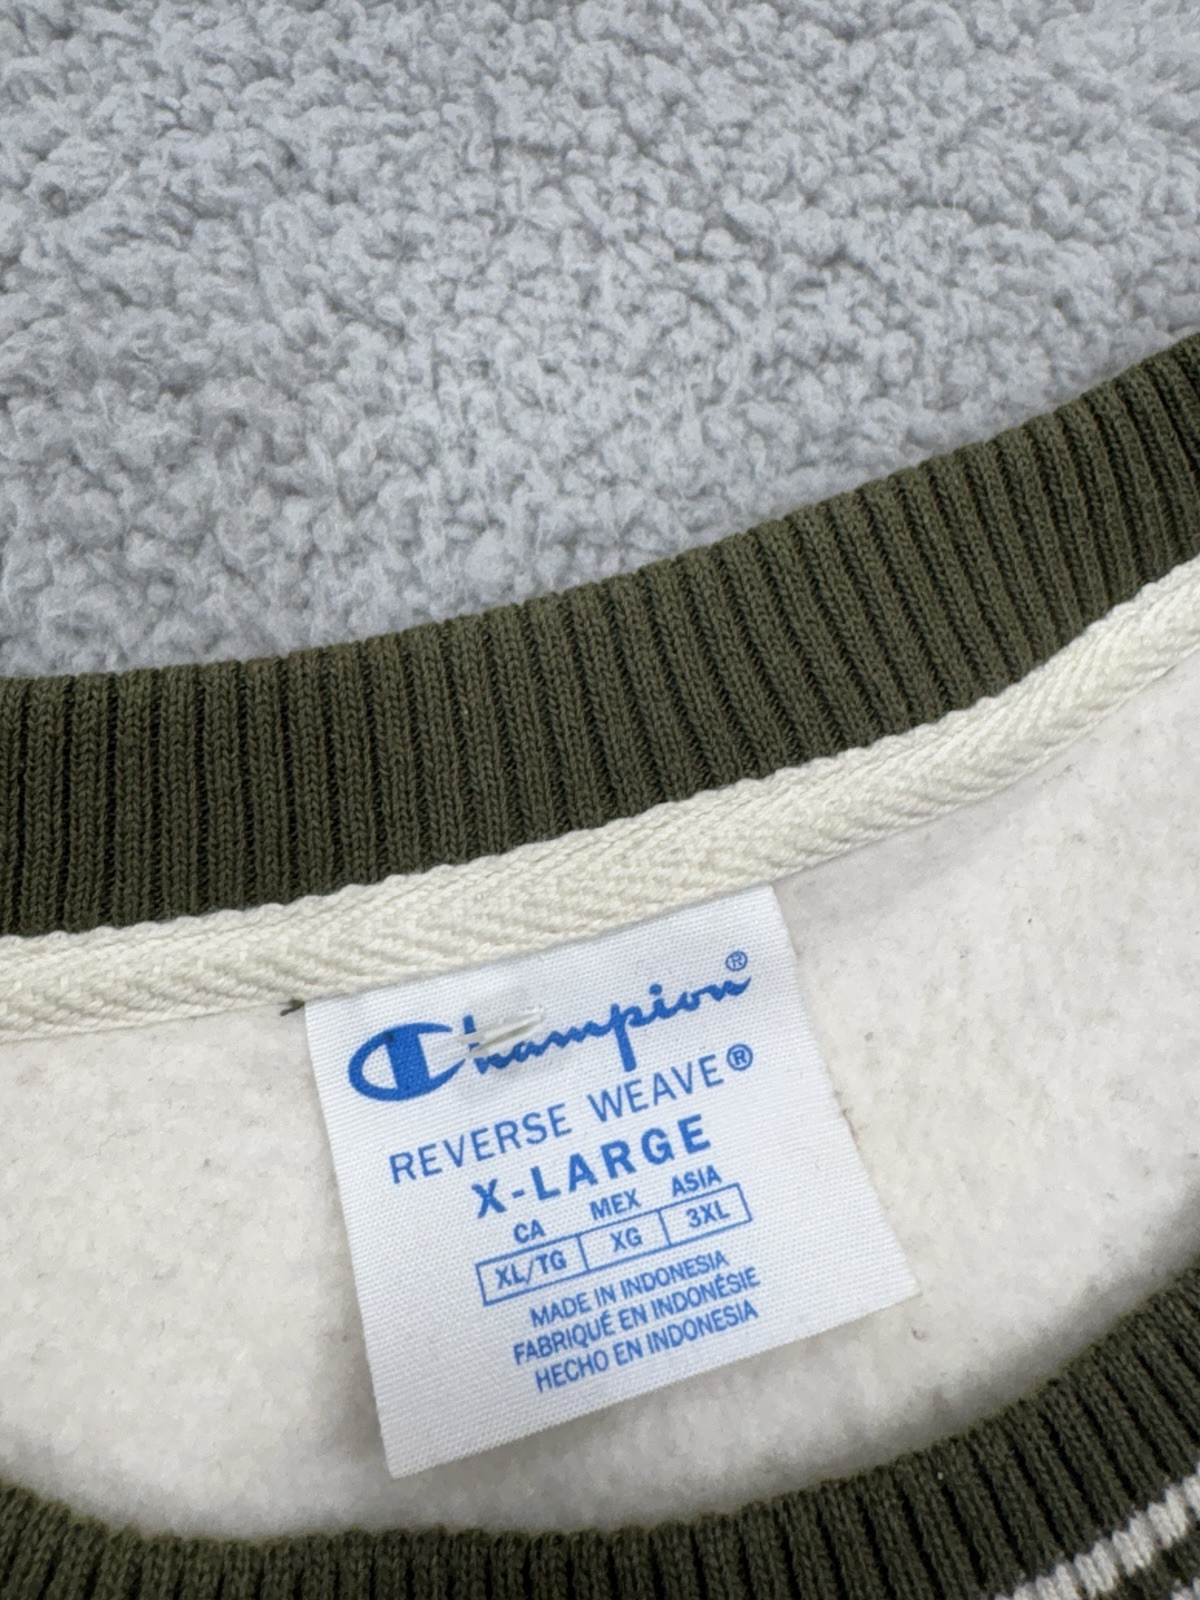 Champion®
REVERSE WEAVE®
X-LARGE
CA MEX ASIA
XL/TG XG 3XL
MADE IN INDONESIA
FABRIQUÉ EN INDONÉSIE
HECHO EN INDONESIA